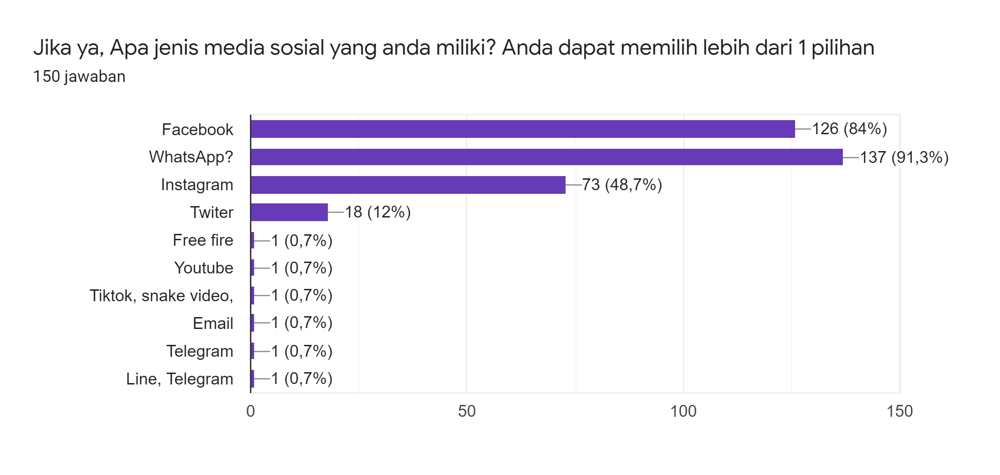 Jika ya, Apa jenis media sosial yang anda miliki? Anda dapat memilih lebih dari 1 pilihan
150 jawaban
Facebook 126 (84%)
WhatsApp? 137 (91,3%)
Instagram 73 (48,7%)
Twiter 18 (12%)
Free fire 1 (0,7%)
Youtube 1 (0,7%)
Tiktok, snake video, 1 (0,7%)
Email 1 (0,7%)
Telegram 1 (0,7%)
Line, Telegram 1 (0,7%)
0 50 100 150